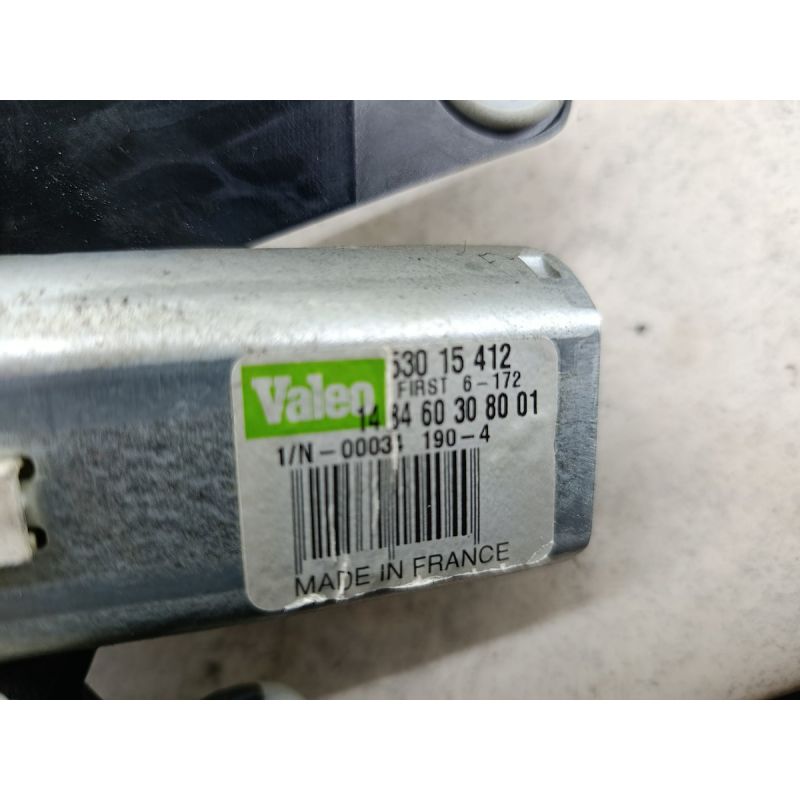 Valeo 530 15 412
FIRST 6-172
14 84 60 30 80 01
1/N-00034 190-4
MADE IN FRANCE